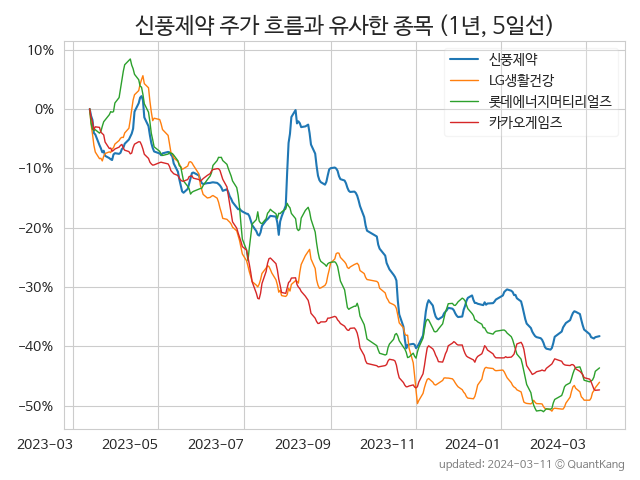 신풍제약 주가 흐름과 유사한 종목 (1년, 5일선)
신풍제약
LG생활건강
롯데에너지머티리얼즈
카카오게임즈
10%
0%
−10%
−20%
−30%
−40%
−50%
2023-03 2023-05 2023-07 2023-09 2023-11 2024-01 2024-03
updated: 2024-03-11 © QuantKang